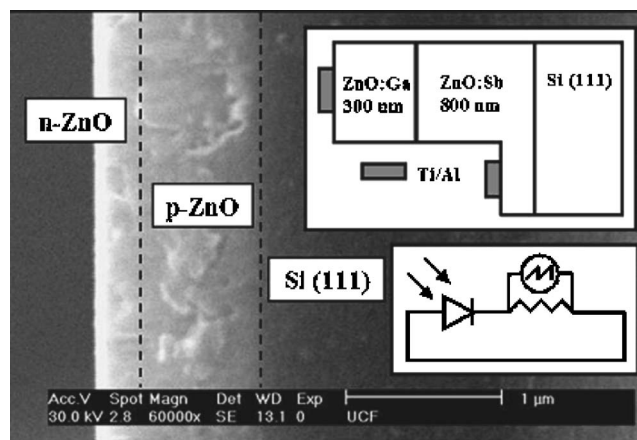 n-ZnO
p-ZnO
Si (111)
ZnO:Ga
300 nm
ZnO:Sb
800 nm
Si (111)
Ti/Al
Acc.V Spot Magn Det WD Exp
30.0 kV 2.8 60000x SE 13.1 0 UCF
1 µm